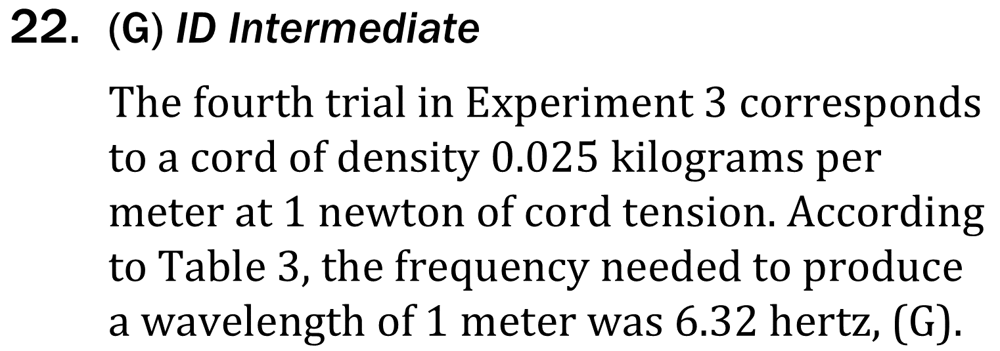 22. (G) ID Intermediate
The fourth trial in Experiment 3 corresponds
to a cord of density 0.025 kilograms per
meter at 1 newton of cord tension. According
to Table 3, the frequency needed to produce
a wavelength of 1 meter was 6.32 hertz, (G).